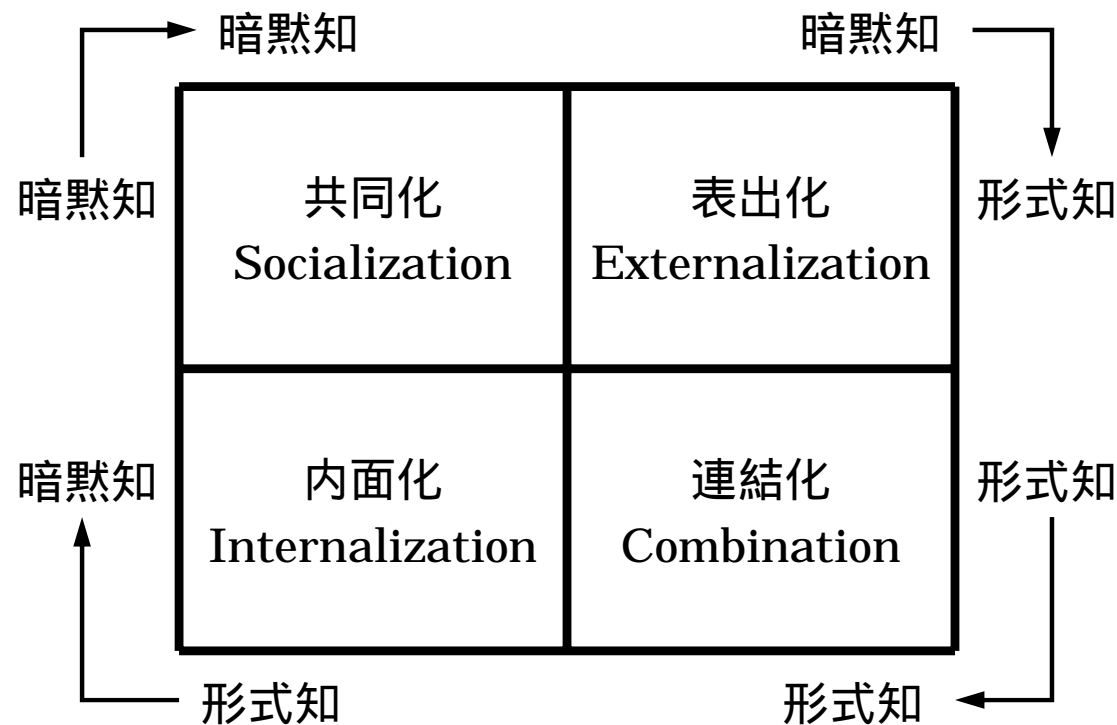 暗黙知
暗黙知
暗黙知
共同化
Socialization
表出化
Externalization
形式知
暗黙知
内面化
Internalization
連結化
Combination
形式知
形式知
形式知